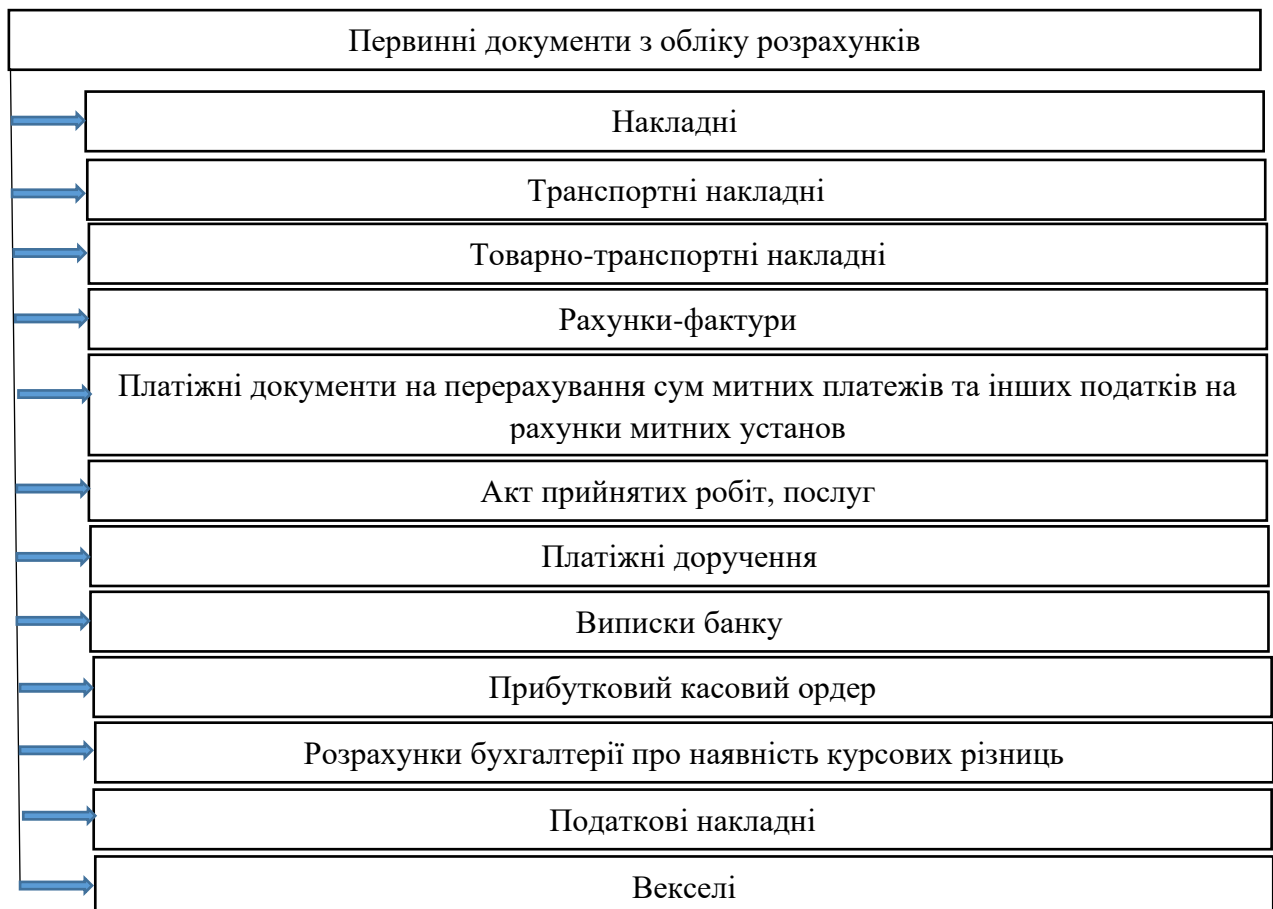 Первинні документи з обліку розрахунків
Накладні
Транспортні накладні
Товарно-транспортні накладні
Рахунки-фактури
Платіжні документи на перерахування сум митних платежів та інших податків на
рахунки митних установ
Акт прийнятих робіт, послуг
Платіжні доручення
Виписки банку
Прибутковий касовий ордер
Розрахунки бухгалтерії про наявність курсових різниць
Податкові накладні
Векселі